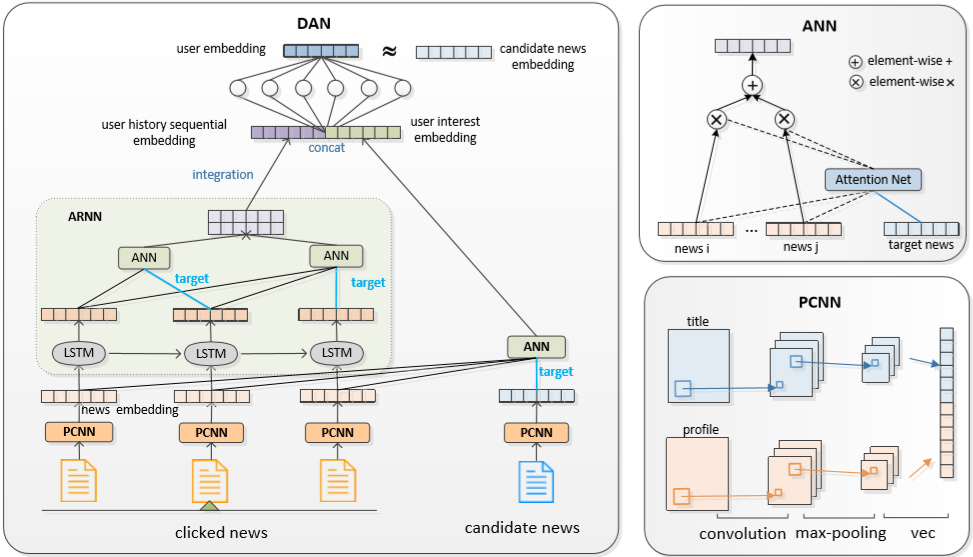 DAN
user embedding
≈
candidate news
embedding
user history sequential
embedding
user interest
embedding
concat
integration
ARNN
ANN
ANN
target
target
LSTM
LSTM
LSTM
ANN
target
news embedding
PCNN
PCNN
PCNN
PCNN
clicked news
candidate news
ANN
element-wise +
element-wise ×
+
×
×
Attention Net
...
news i
news j
target news
PCNN
title
profile
convolution
max-pooling
vec